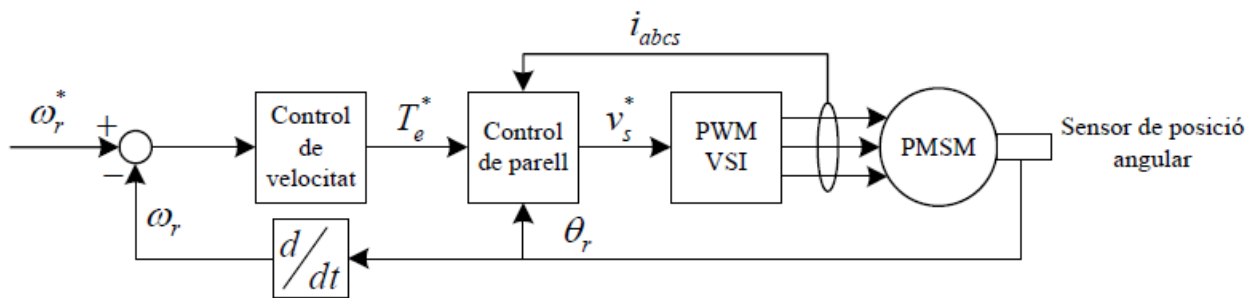 i_abcs
ω_r^*
+
−
Control
de
velocitat
T_e^*
Control
de parell
v_s^*
PWM
VSI
PMSM
Sensor de posició
angular
ω_r
d/dt
θ_r